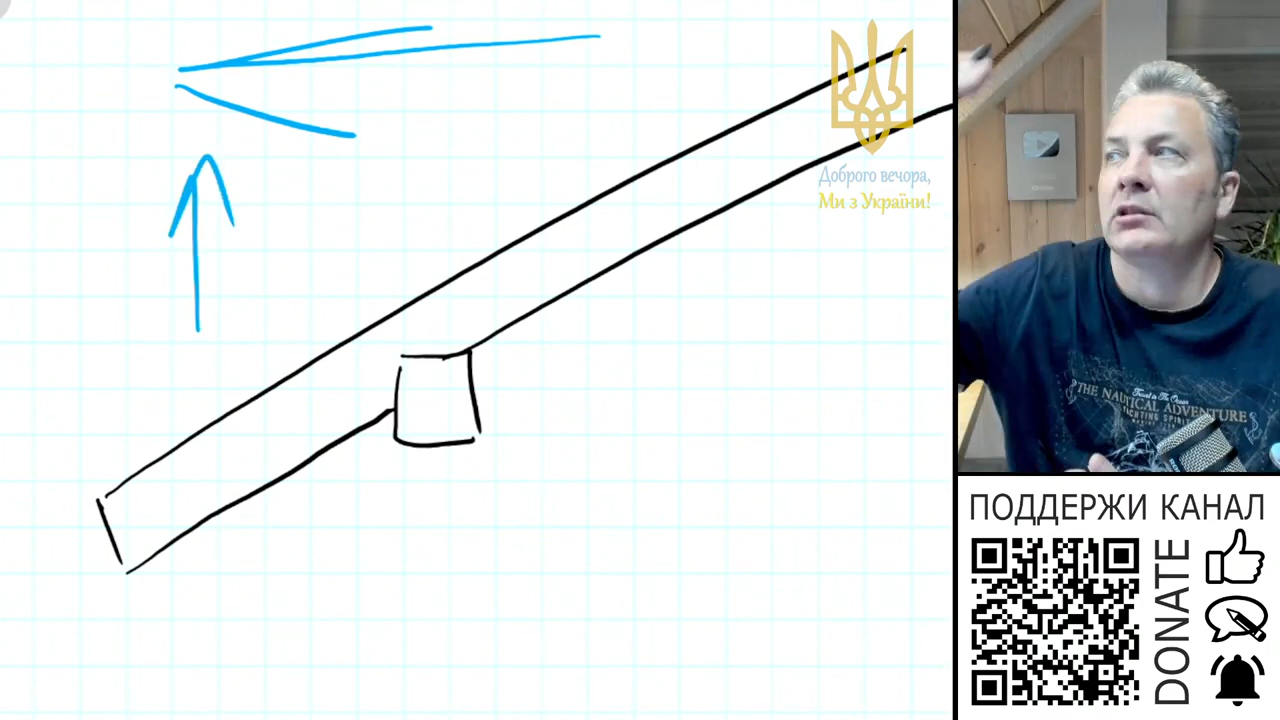 Доброго вечора,
Ми з України!
THE NAUTICAL ADVENTURE
ПОДДЕРЖИ КАНАЛ
DONATE